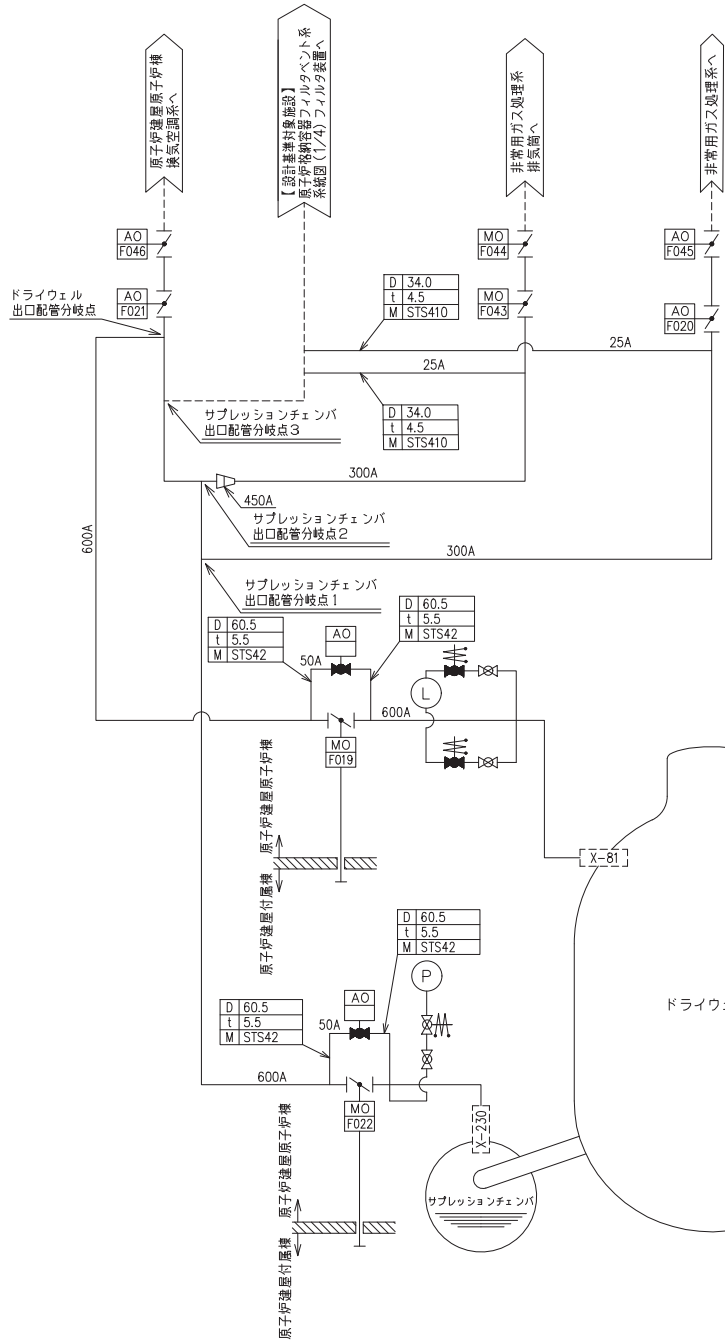 原子炉建屋原子炉棟
換気空調系へ
【設計基準対象施設】
原子炉格納容器フィルタベント系
系統図(1/4)フィルタ装置へ
非常用ガス処理系
排気筒へ
非常用ガス処理系へ
AO
F046
MO
F044
AO
F045
ドライウェル
出口配管分岐点
AO
F021
D 34.0
t 4.5
M STS410
MO
F043
AO
F020
25A
25A
サプレッションチェンバ
出口配管分岐点3
D 34.0
t 4.5
M STS410
300A
450A
サプレッションチェンバ
出口配管分岐点2
600A
300A
サプレッションチェンバ
出口配管分岐点1
D 60.5
t 5.5
M STS42
AO
50A
D 60.5
t 5.5
M STS42
L
600A
MO
F019
原子炉建屋原子炉棟
原子炉建屋付属棟
X-81
D 60.5
t 5.5
M STS42
P
ドライウェ
D 60.5
t 5.5
M STS42
AO
50A
600A
MO
F022
X-230
原子炉建屋原子炉棟
原子炉建屋付属棟
サプレッションチェンバ